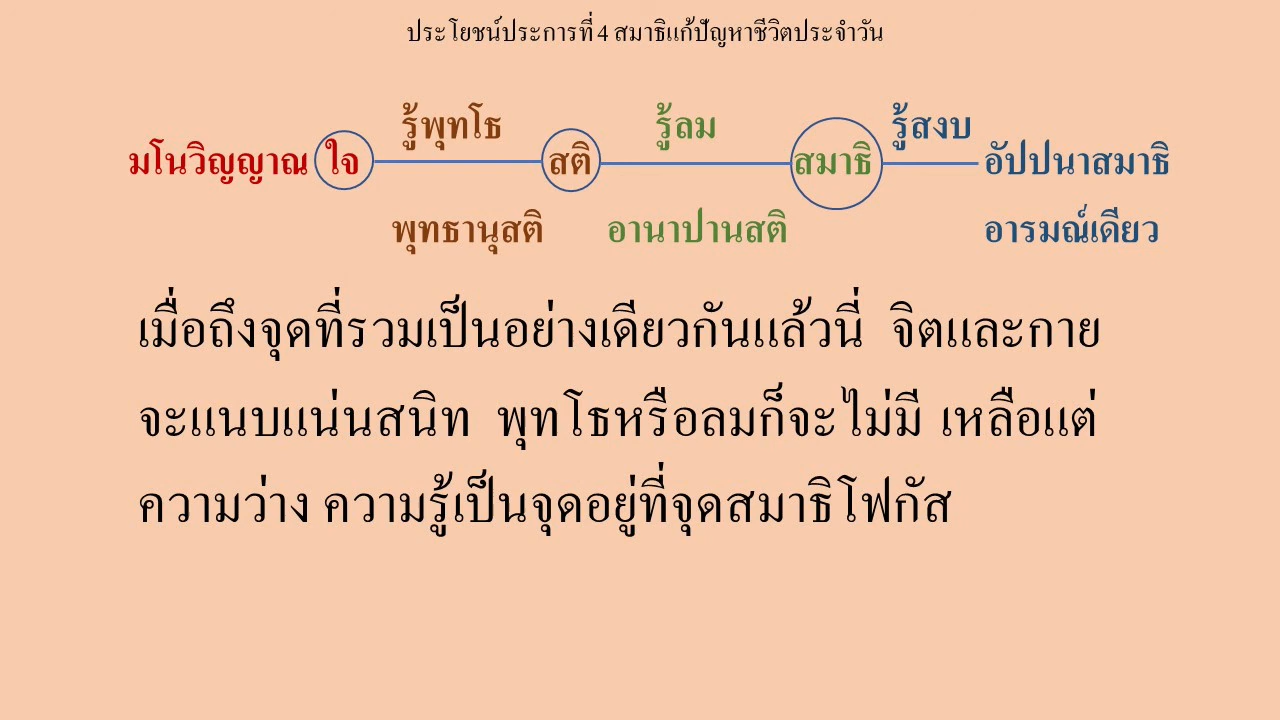 ประโยชน์ประการที่ 4 สมาธิแก้ปัญหาชีวิตประจำวัน
รู้พุทโธ รู้ลม รู้สงบ
มโนวิญญาณ ใจ สติ สมาธิ อัปปนาสมาธิ
พุทธานุสติ อานาปานสติ อารมณ์เดียว
เมื่อถึงจุดที่รวมเป็นอย่างเดียวกันแล้วนี่ จิตและกาย
จะแนบแน่นสนิท พุทโธหรือลมก็จะไม่มี เหลือแต่
ความว่าง ความรู้เป็นจุดอยู่ที่จุดสมาธิโฟกัส